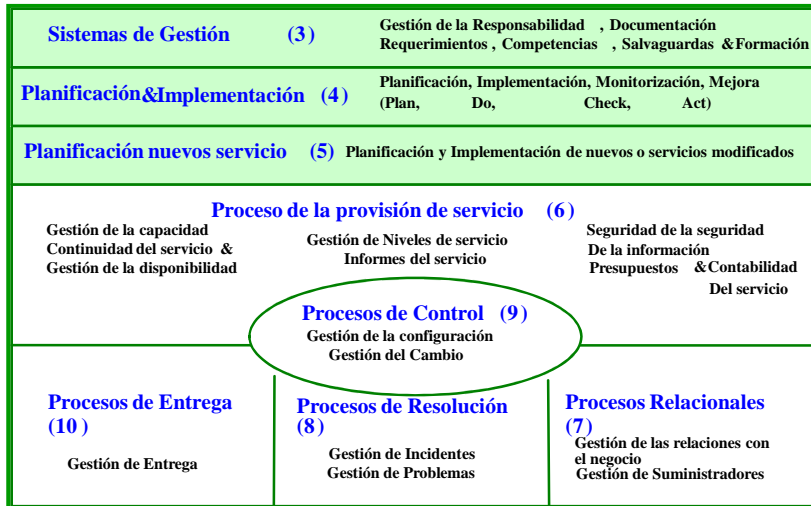 Sistemas de Gestión (3)
Gestión de la Responsabilidad , Documentación
Requerimientos , Competencias , Salvaguardas &Formación
Planificación&Implementación (4)
Planificación, Implementación, Monitorización, Mejora
(Plan, Do, Check, Act)
Planificación nuevos servicio (5) Planificación y Implementación de nuevos o servicios modificados
Proceso de la provisión de servicio (6)
Gestión de la capacidad
Continuidad del servicio &
Gestión de la disponibilidad
Gestión de Niveles de servicio
Informes del servicio
Seguridad de la seguridad
De la información
Presupuestos &Contabilidad
Del servicio
Procesos de Control (9)
Gestión de la configuración
Gestión del Cambio
Procesos de Entrega
(10)
Gestión de Entrega
Procesos de Resolución
(8)
Gestión de Incidentes
Gestión de Problemas
Procesos Relacionales
(7)
Gestión de las relaciones con
el negocio
Gestión de Suministradores